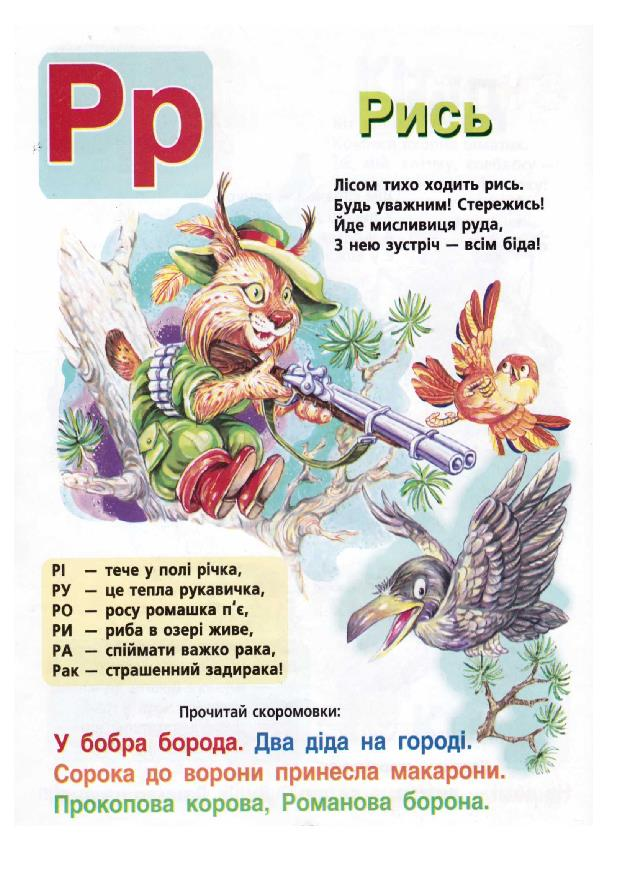 Рр
Рись
Лісом тихо ходить рись.
Будь уважним! Стережись!
Йде мисливиця руда,
З нею зустріч — всім біда!
РІ — тече у полі річка,
РУ — це тепла рукавичка,
РО — росу ромашка п'є,
РИ — риба в озері живе,
РА — спіймати важко рака,
Рак — страшенний задирака!
Прочитай скоромовки:
У бобра борода. Два діда на городі.
Сорока до ворони принесла макарони.
Прокопова корова, Романова борона.